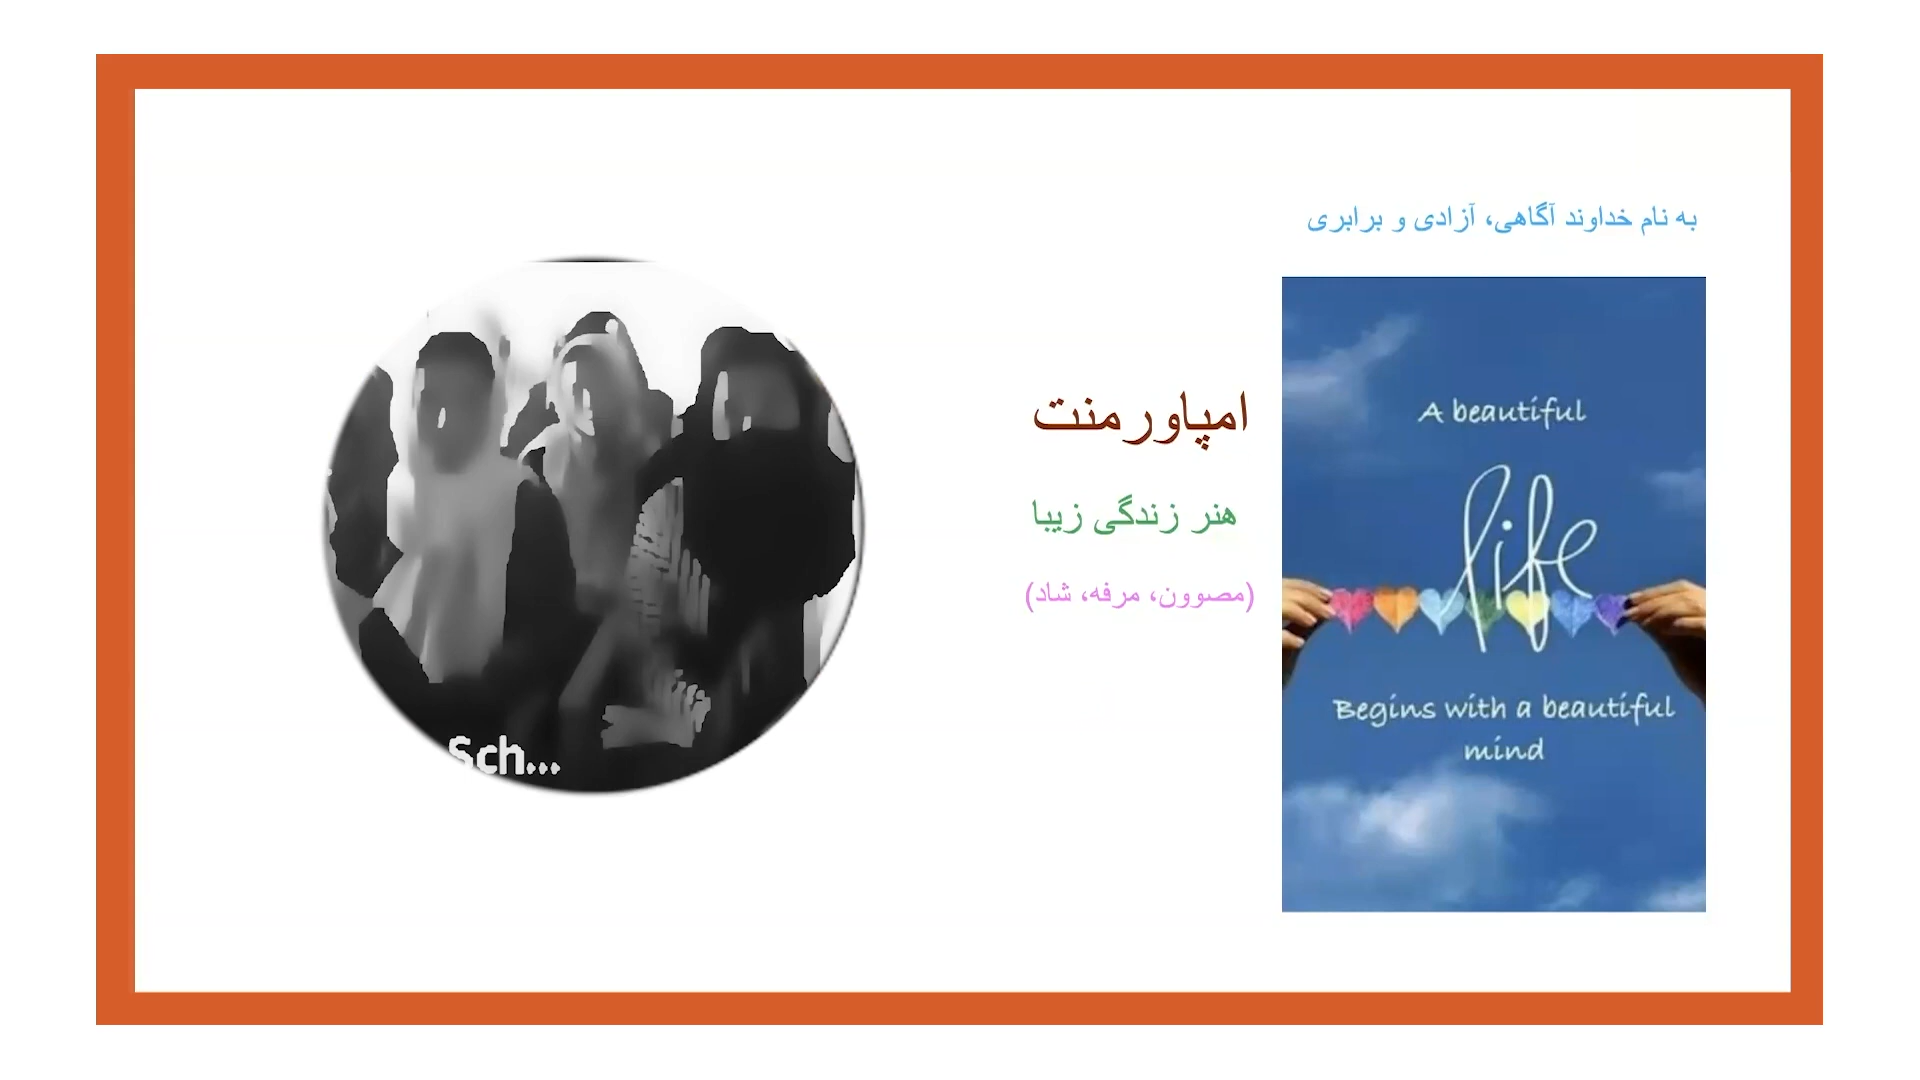 به نام خداوند آگاهی، آزادی و برابری
امپاورمنت
هنر زندگی زیبا
(مصوون، مرفه، شاد)
A beautiful
life
Begins with a beautiful
mind
Sch...